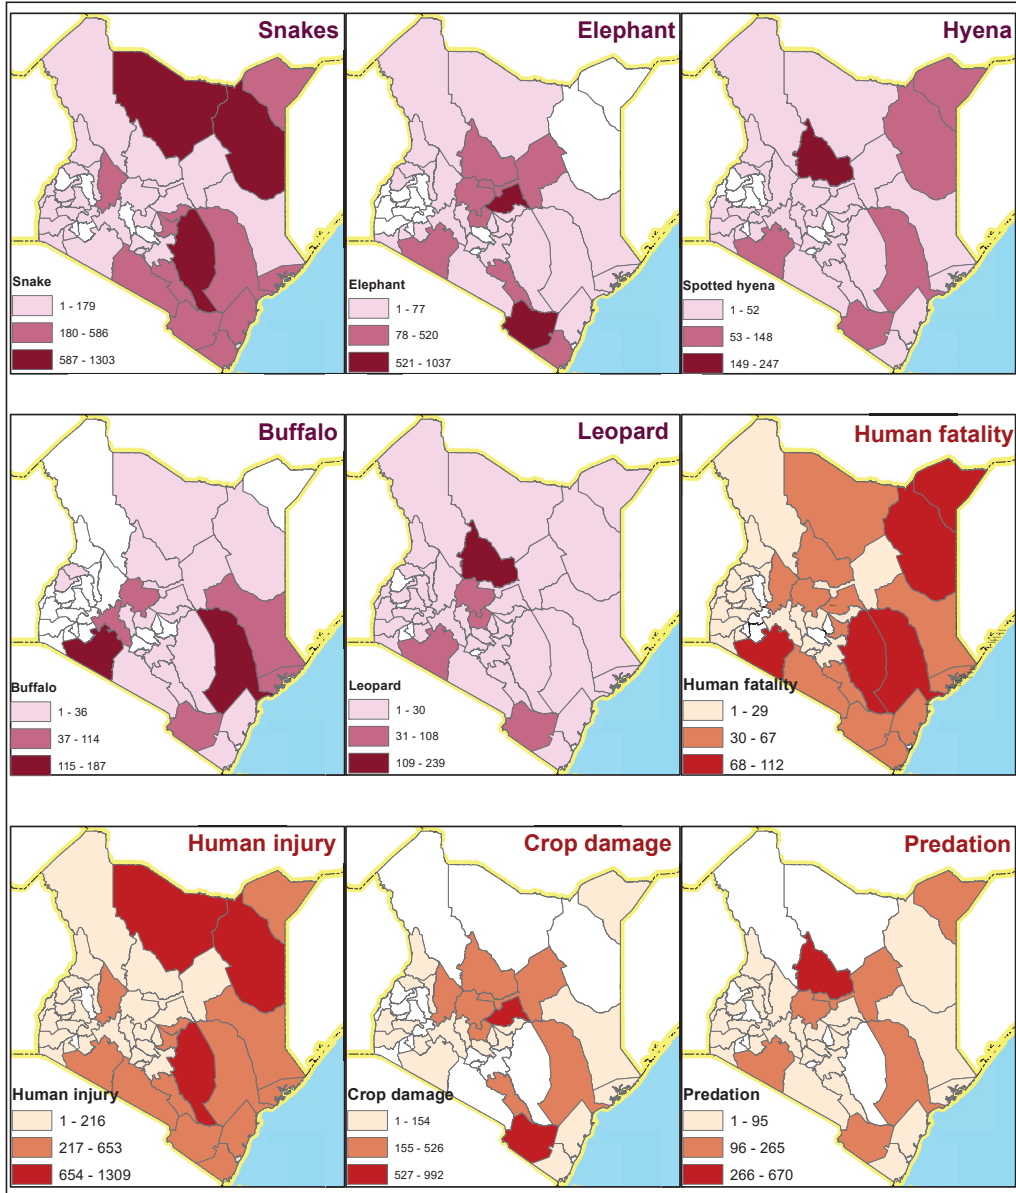 Snakes
Snake
1 - 179
180 - 586
587 - 1303
Elephant
Elephant
1 - 77
78 - 520
521 - 1037
Hyena
Spotted hyena
1 - 52
53 - 148
149 - 247
Buffalo
Buffalo
1 - 36
37 - 114
115 - 187
Leopard
Leopard
1 - 30
31 - 108
109 - 239
Human fatality
Human fatality
1 - 29
30 - 67
68 - 112
Human injury
Human injury
1 - 216
217 - 653
654 - 1309
Crop damage
Crop damage
1 - 154
155 - 526
527 - 992
Predation
Predation
1 - 95
96 - 265
266 - 670